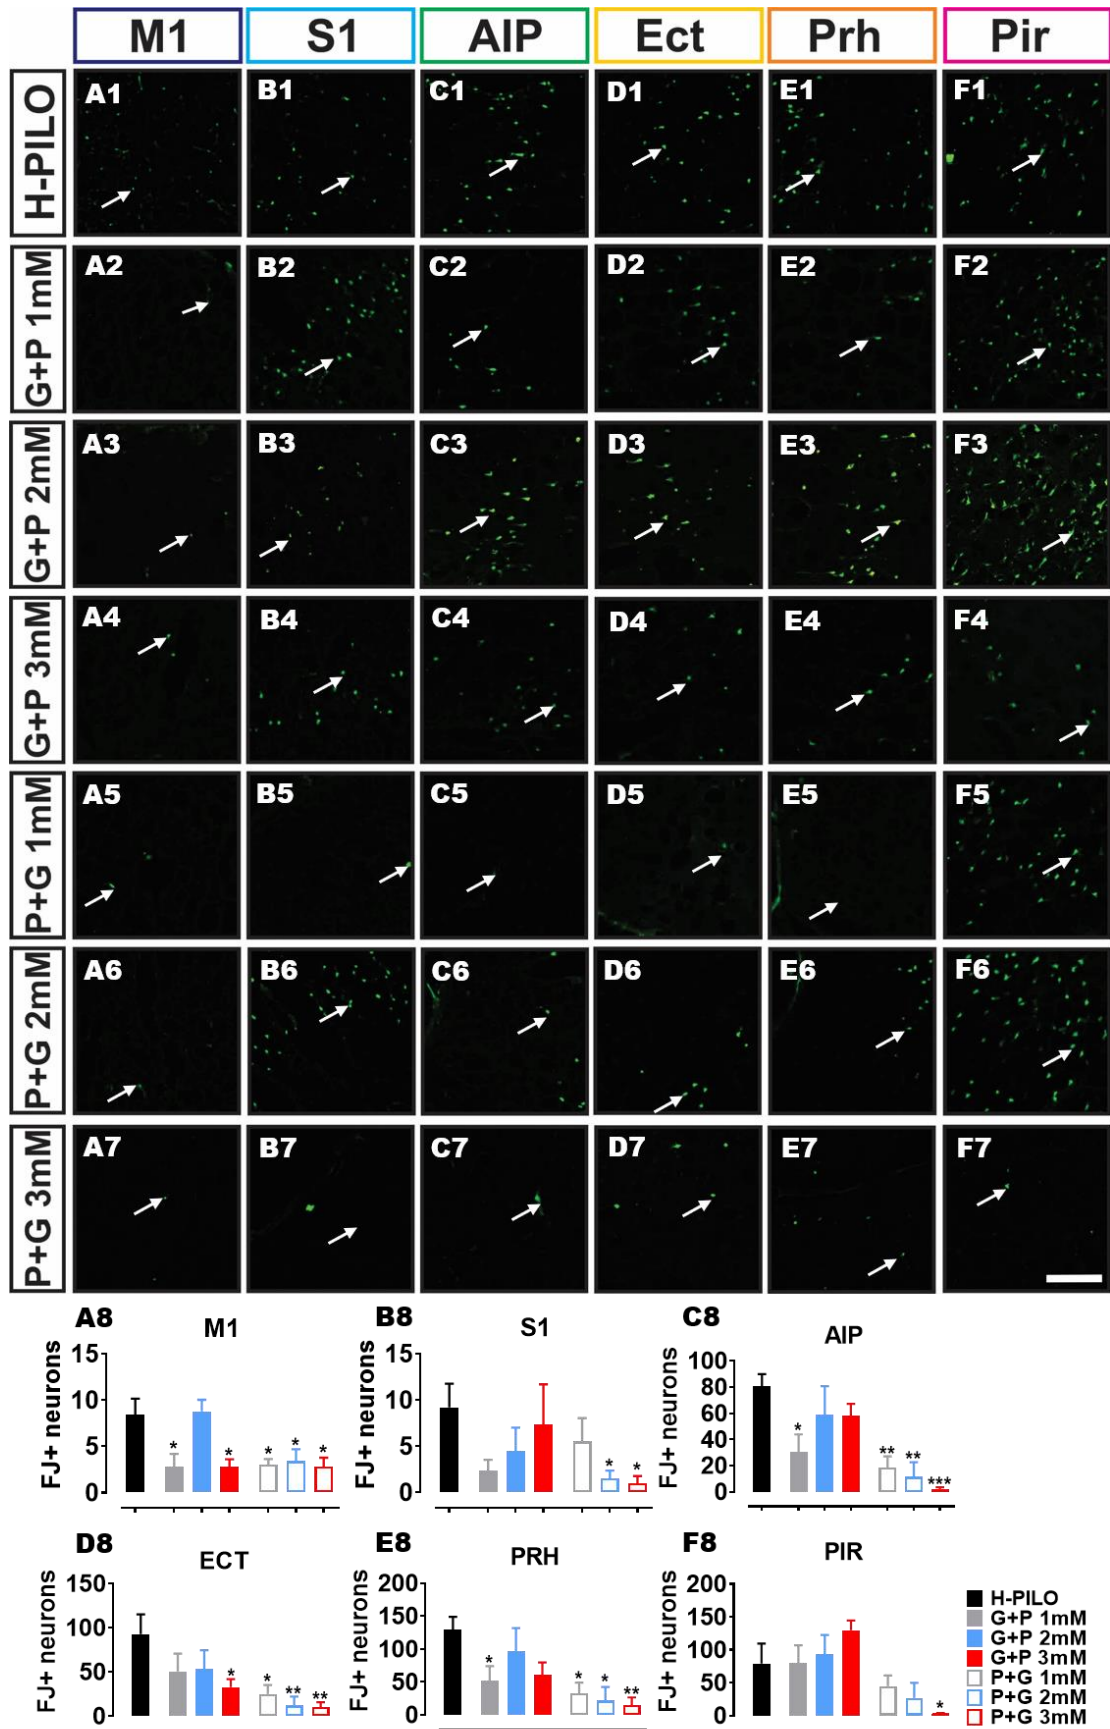 M1 S1 AIP Ect Prh Pir
H-PILO A1 B1 C1 D1 E1 F1
G+P 1mM A2 B2 C2 D2 E2 F2
G+P 2mM A3 B3 C3 D3 E3 F3
G+P 3mM A4 B4 C4 D4 E4 F4
P+G 1mM A5 B5 C5 D5 E5 F5
P+G 2mM A6 B6 C6 D6 E6 F6
P+G 3mM A7 B7 C7 D7 E7 F7
A8 M1
FJ+ neurons
15
10
5
0
* * * * *
B8 S1
FJ+ neurons
15
10
5
0
* *
C8 AIP
FJ+ neurons
100
80
60
40
20
0
* ** ** ***
D8 ECT
FJ+ neurons
150
100
50
0
* * ** **
E8 PRH
FJ+ neurons
200
150
100
50
0
* * * **
F8 PIR
FJ+ neurons
200
150
100
50
0
*
H-PILO
G+P 1mM
G+P 2mM
G+P 3mM
P+G 1mM
P+G 2mM
P+G 3mM